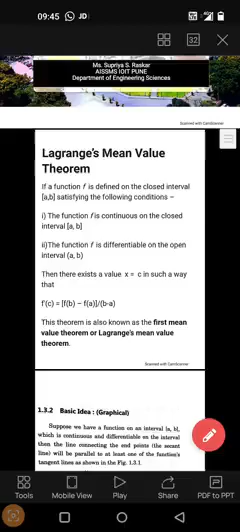 09:45 JD
32
Ms. Supriya S. Raskar
AISSMS IOIT PUNE
Department of Engineering Sciences
Scanned with CamScanner
Lagrange's Mean Value
Theorem
If a function f is defined on the closed interval
[a,b] satisfying the following conditions –
i) The function f is continuous on the closed
interval [a, b]
ii)The function f is differentiable on the open
interval (a, b)
Then there exists a value x = c in such a way
that
f'(c) = [f(b) – f(a)]/(b-a)
This theorem is also known as the first mean
value theorem or Lagrange's mean value
theorem.
Scanned with CamScanner
1.3.2 Basic Idea : (Graphical)
Suppose we have a function on an interval [a, b],
which is continuous and differentiable on the interval
then the line connecting the end points (the secant
line) will be parallel to at least one of the function's
tangent lines as shown in the Fig. 1.3.1.
Tools Mobile View Play Share PDF to PPT